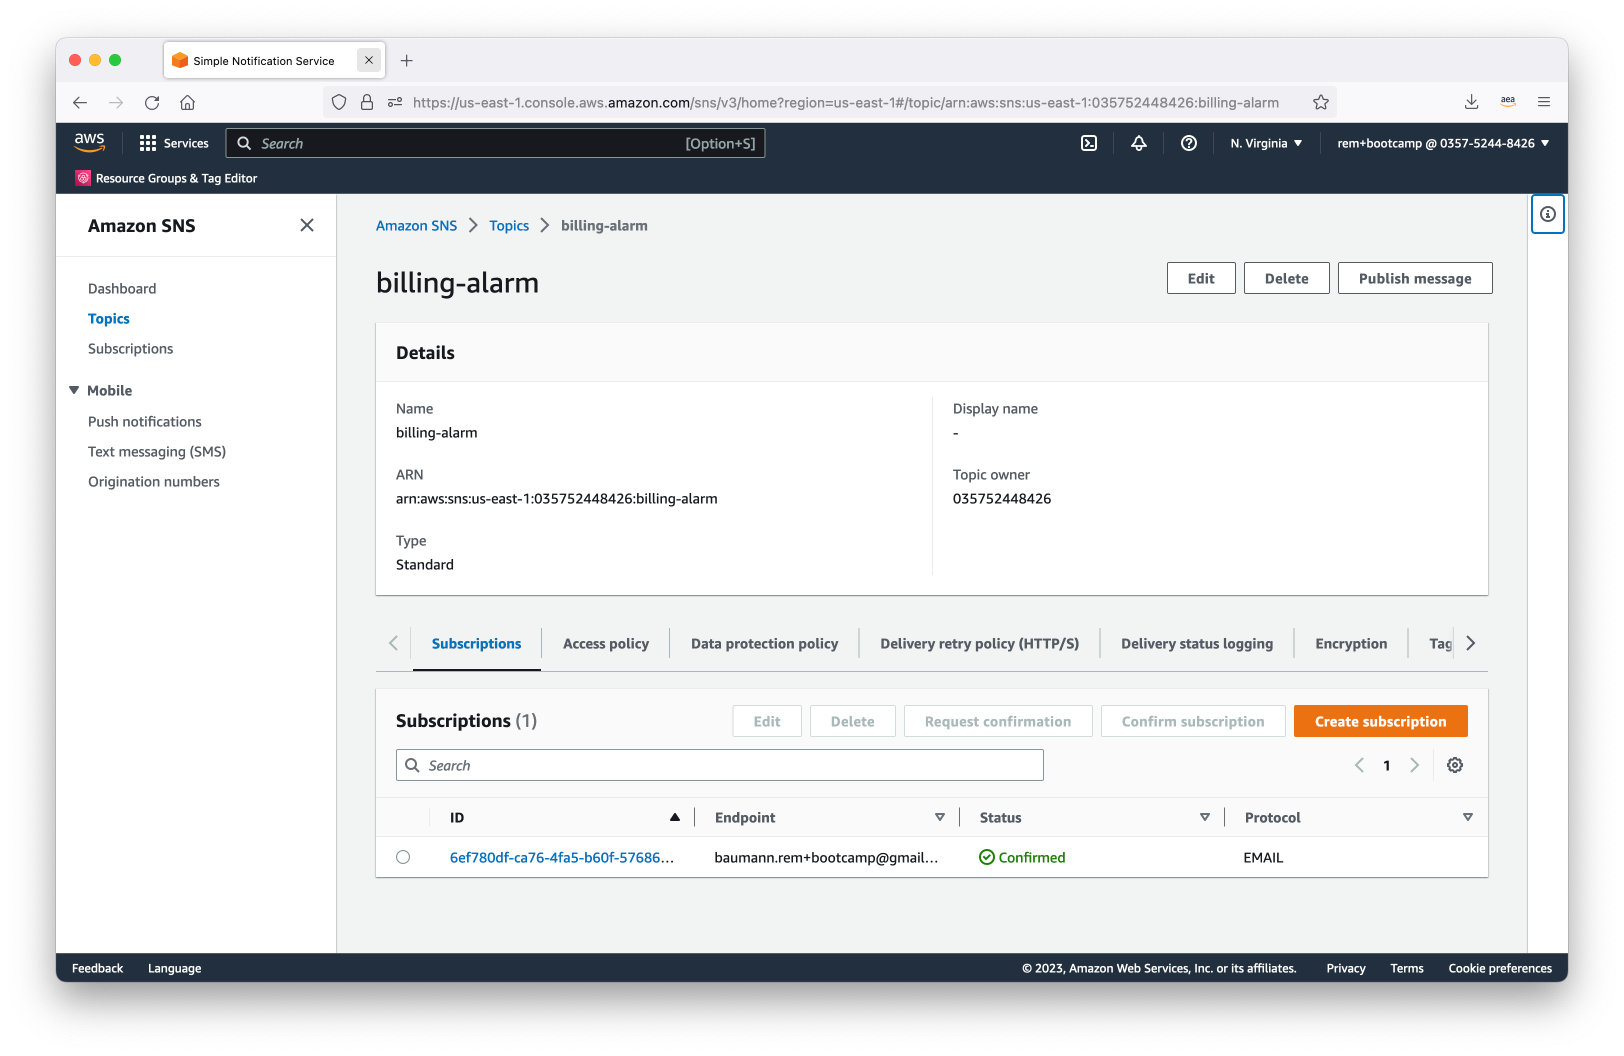 Simple Notification Service
https://us-east-1.console.aws.amazon.com/sns/v3/home?region=us-east-1#/topic/arn:aws:sns:us-east-1:035752448426:billing-alarm
aea
aws
Services
Search
[Option+S]
N. Virginia
rem+bootcamp @ 0357-5244-8426
Resource Groups & Tag Editor
Amazon SNS
Dashboard
Topics
Subscriptions
Mobile
Push notifications
Text messaging (SMS)
Origination numbers
Amazon SNS
Topics
billing-alarm
billing-alarm
Edit
Delete
Publish message
Details
Name
billing-alarm
ARN
arn:aws:sns:us-east-1:035752448426:billing-alarm
Type
Standard
Display name
-
Topic owner
035752448426
Subscriptions
Access policy
Data protection policy
Delivery retry policy (HTTP/S)
Delivery status logging
Encryption
Tag
Subscriptions (1)
Edit
Delete
Request confirmation
Confirm subscription
Create subscription
Search
1
ID
Endpoint
Status
Protocol
6ef780df-ca76-4fa5-b60f-57686...
baumann.rem+bootcamp@gmail...
Confirmed
EMAIL
Feedback
Language
© 2023, Amazon Web Services, Inc. or its affiliates.
Privacy
Terms
Cookie preferences